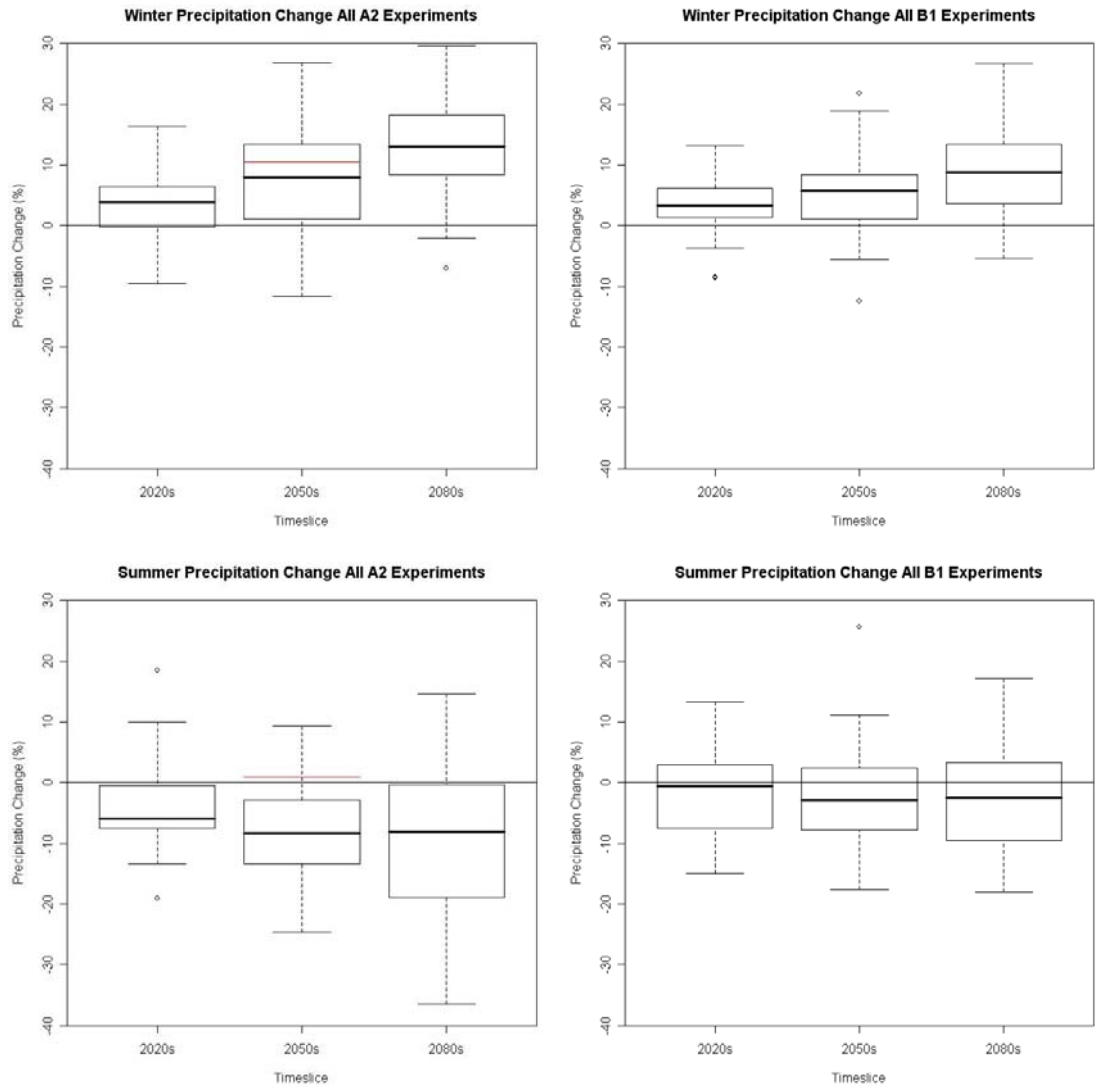 Winter Precipitation Change All A2 Experiments
Precipitation Change (%)
30
20
10
0
-10
-20
-30
-40
2020s 2050s 2080s
Timeslice
Winter Precipitation Change All B1 Experiments
Precipitation Change (%)
30
20
10
0
-10
-20
-30
-40
2020s 2050s 2080s
Timeslice
Summer Precipitation Change All A2 Experiments
Precipitation Change (%)
30
20
10
0
-10
-20
-30
-40
2020s 2050s 2080s
Timeslice
Summer Precipitation Change All B1 Experiments
Precipitation Change (%)
30
20
10
0
-10
-20
-30
-40
2020s 2050s 2080s
Timeslice